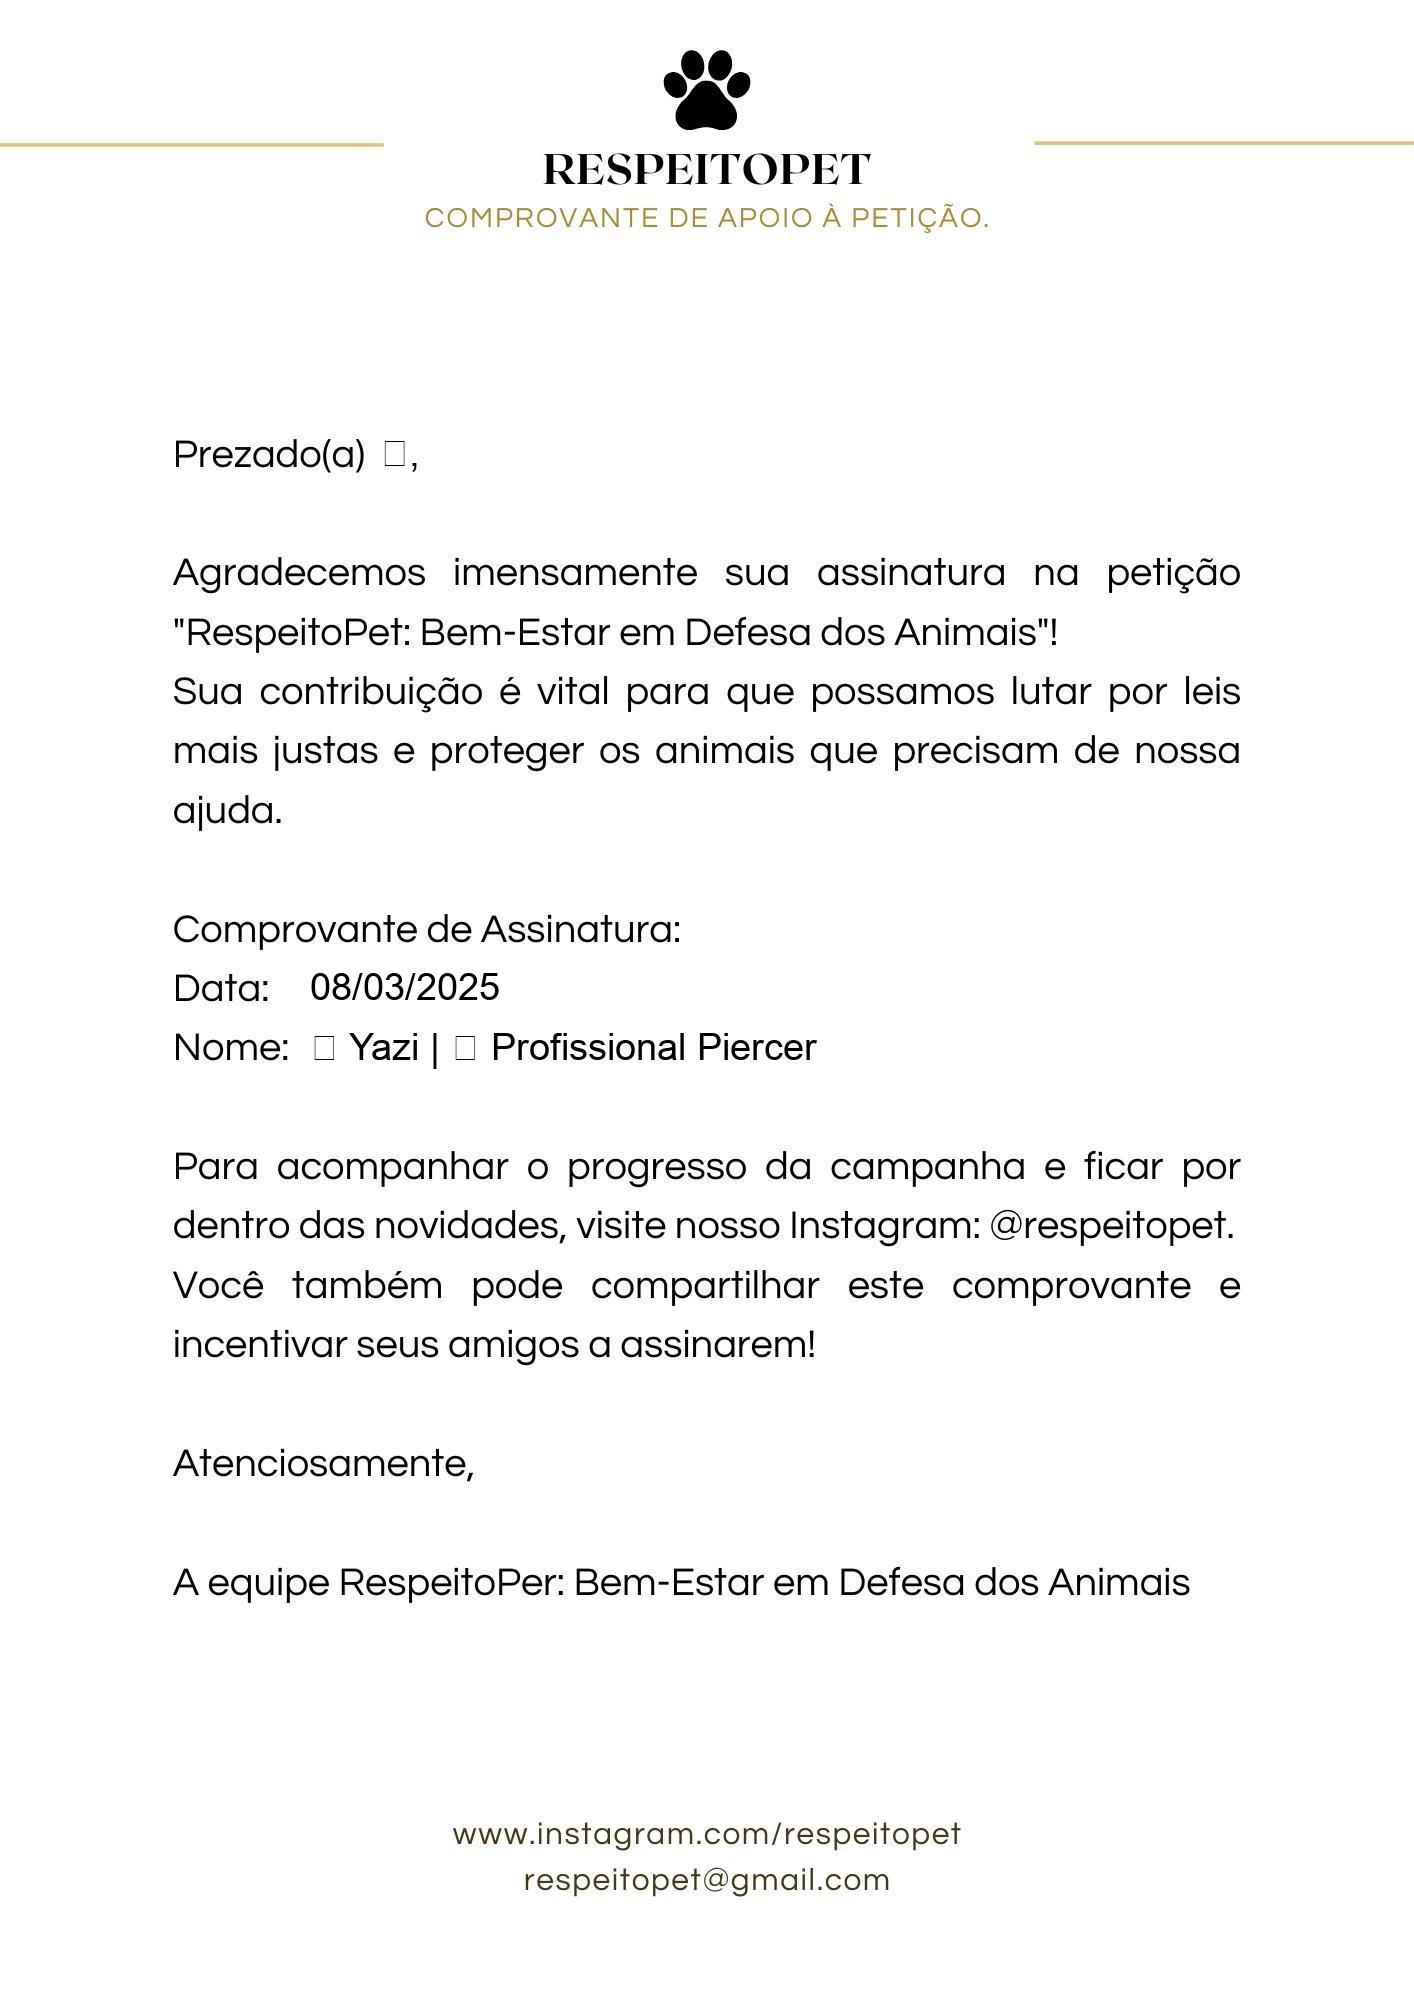 RESPEITOPET
COMPROVANTE DE APOIO À PETIÇÃO.
Prezado(a) □,
Agradecemos imensamente sua assinatura na petição
"RespeitoPet: Bem-Estar em Defesa dos Animais"!
Sua contribuição é vital para que possamos lutar por leis
mais justas e proteger os animais que precisam de nossa
ajuda.
Comprovante de Assinatura:
Data: 08/03/2025
Nome: □ Yazi | □ Profissional Piercer
Para acompanhar o progresso da campanha e ficar por
dentro das novidades, visite nosso Instagram: @respeitopet.
Você também pode compartilhar este comprovante e
incentivar seus amigos a assinarem!
Atenciosamente,
A equipe RespeitoPer: Bem-Estar em Defesa dos Animais
www.instagram.com/respeitopet
respeitopet@gmail.com